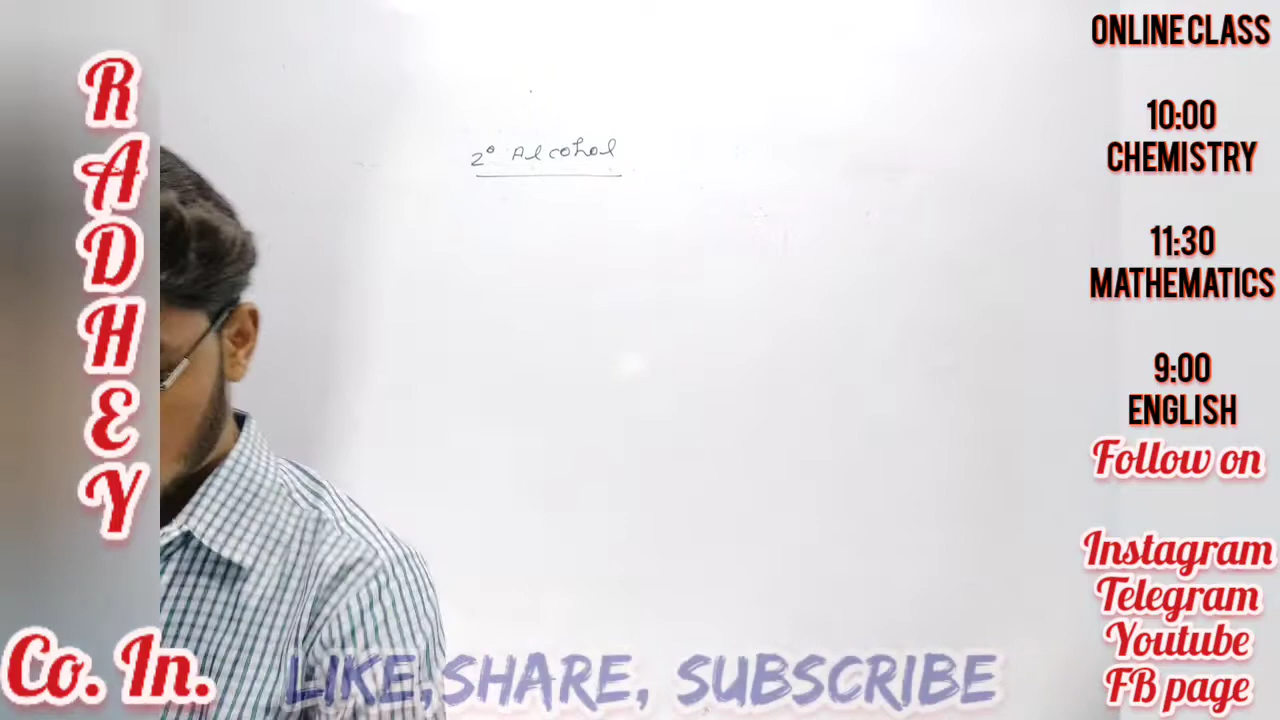 RADHEY
Co. In.
2° Alcohol
ONLINE CLASS
10:00
CHEMISTRY
11:30
MATHEMATICS
9:00
ENGLISH
Follow on
Instagram
Telegram
Youtube
FB page
LIKE,SHARE, SUBSCRIBE